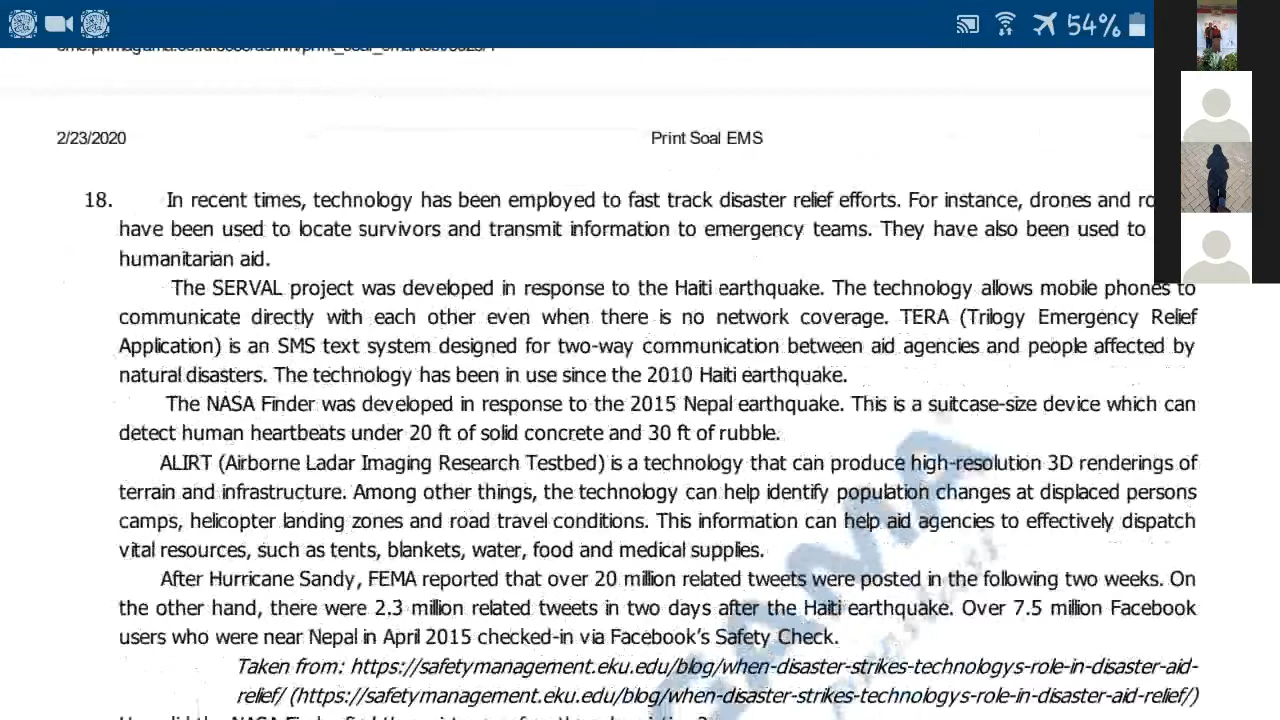 54%
2/23/2020
Print Soal EMS
18. In recent times, technology has been employed to fast track disaster relief efforts. For instance, drones and
have been used to locate survivors and transmit information to emergency teams. They have also been used to
humanitarian aid.
The SERVAL project was developed in response to the Haiti earthquake. The technology allows mobile phones to
communicate directly with each other even when there is no network coverage. TERA (Trilogy Emergency Relief
Application) is an SMS text system designed for two-way communication between aid agencies and people affected by
natural disasters. The technology has been in use since the 2010 Haiti earthquake.
The NASA Finder was developed in response to the 2015 Nepal earthquake. This is a suitcase-size device which can
detect human heartbeats under 20 ft of solid concrete and 30 ft of rubble.
ALIRT (Airborne Ladar Imaging Research Testbed) is a technology that can produce high-resolution 3D renderings of
terrain and infrastructure. Among other things, the technology can help identify population changes at displaced persons
camps, helicopter landing zones and road travel conditions. This information can help aid agencies to effectively dispatch
vital resources, such as tents, blankets, water, food and medical supplies.
After Hurricane Sandy, FEMA reported that over 20 million related tweets were posted in the following two weeks. On
the other hand, there were 2.3 million related tweets in two days after the Haiti earthquake. Over 7.5 million Facebook
users who were near Nepal in April 2015 checked-in via Facebook's Safety Check.
Taken from: https://safetymanagement.eku.edu/blog/when-disaster-strikes-technologys-role-in-disaster-aid-
relief/ (https://safetymanagement.eku.edu/blog/when-disaster-strikes-technologys-role-in-disaster-aid-relief/)